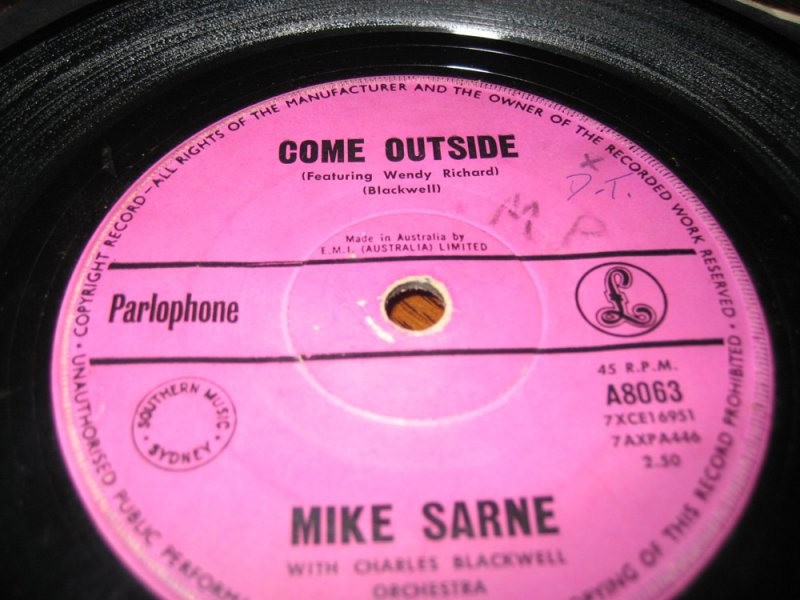 UNAUTHORISED PUBLIC PERFORM
COPYRIGHT RECORD - ALL RIGHTS OF THE MANUFACTURER AND THE OWNER OF THE RECORDED WORK RESERVED •
PROHIBITED •
OF THIS RECORD
COME OUTSIDE
(Featuring Wendy Richard)
(Blackwell)
x
D.T.
M P
Made in Australia by
E.M.I. (AUSTRALIA) LIMITED
Parlophone
£
45 R.P.M.
A8063
7XCE16951
7AXPA446
2.50
SOUTHERN MUSIC
• SYDNEY •
MIKE SARNE
WITH CHARLES BLACKWELL
ORCHESTRA